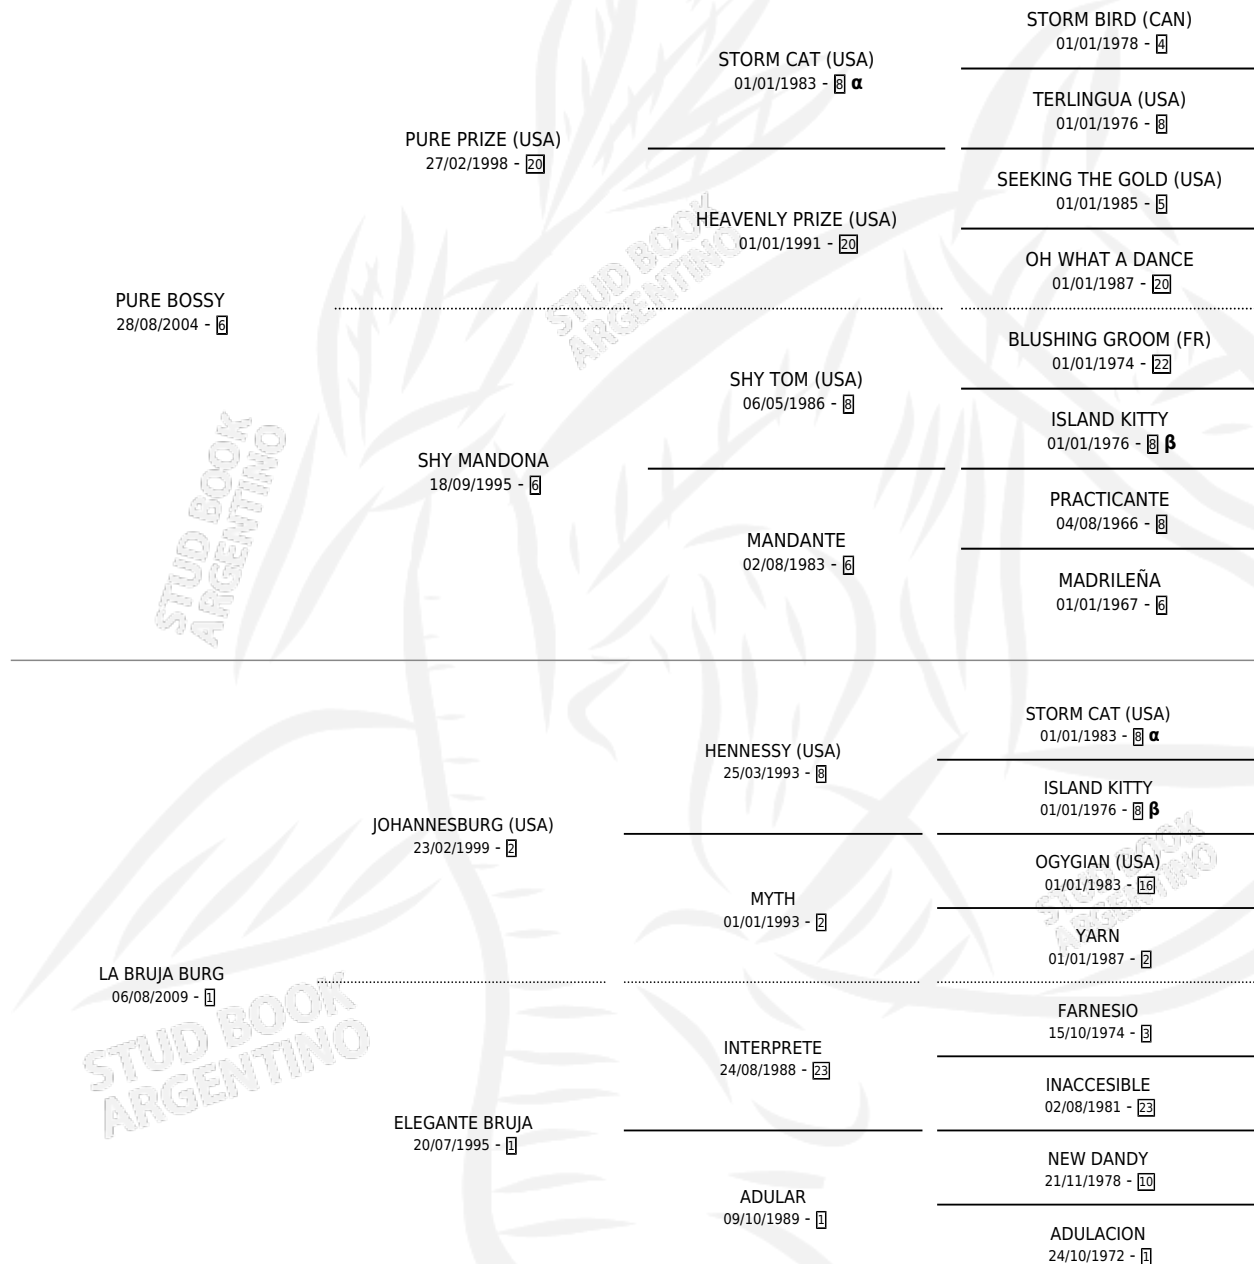 STORM BIRD (CAN)
01/01/1978 - 4
STORM CAT (USA)
01/01/1983 - 8 α
TERLINGUA (USA)
01/01/1976 - 8
PURE PRIZE (USA)
27/02/1998 - 20
SEEKING THE GOLD (USA)
01/01/1985 - 5
HEAVENLY PRIZE (USA)
01/01/1991 - 20
OH WHAT A DANCE
01/01/1987 - 20
PURE BOSSY
28/08/2004 - 6
BLUSHING GROOM (FR)
01/01/1974 - 22
SHY TOM (USA)
06/05/1986 - 8
ISLAND KITTY
01/01/1976 - 8 β
SHY MANDONA
18/09/1995 - 6
PRACTICANTE
04/08/1966 - 8
MANDANTE
02/08/1983 - 6
MADRILEÑA
01/01/1967 - 6
STORM CAT (USA)
01/01/1983 - 8 α
HENNESSY (USA)
25/03/1993 - 8
ISLAND KITTY
01/01/1976 - 8 β
JOHANNESBURG (USA)
23/02/1999 - 2
OGYGIAN (USA)
01/01/1983 - 16
MYTH
01/01/1993 - 2
YARN
01/01/1987 - 2
LA BRUJA BURG
06/08/2009 - 1
FARNESIO
15/10/1974 - 3
INTERPRETE
24/08/1988 - 23
INACCESIBLE
02/08/1981 - 23
ELEGANTE BRUJA
20/07/1995 - 1
NEW DANDY
21/11/1978 - 10
ADULAR
09/10/1989 - 1
ADULACION
24/10/1972 - 1
STUD BOOK
ARGENTINO
STUD BOOK
ARGENTINO
STUD BOOK
ARGENTINO
STUD BOOK
ARGENTINO